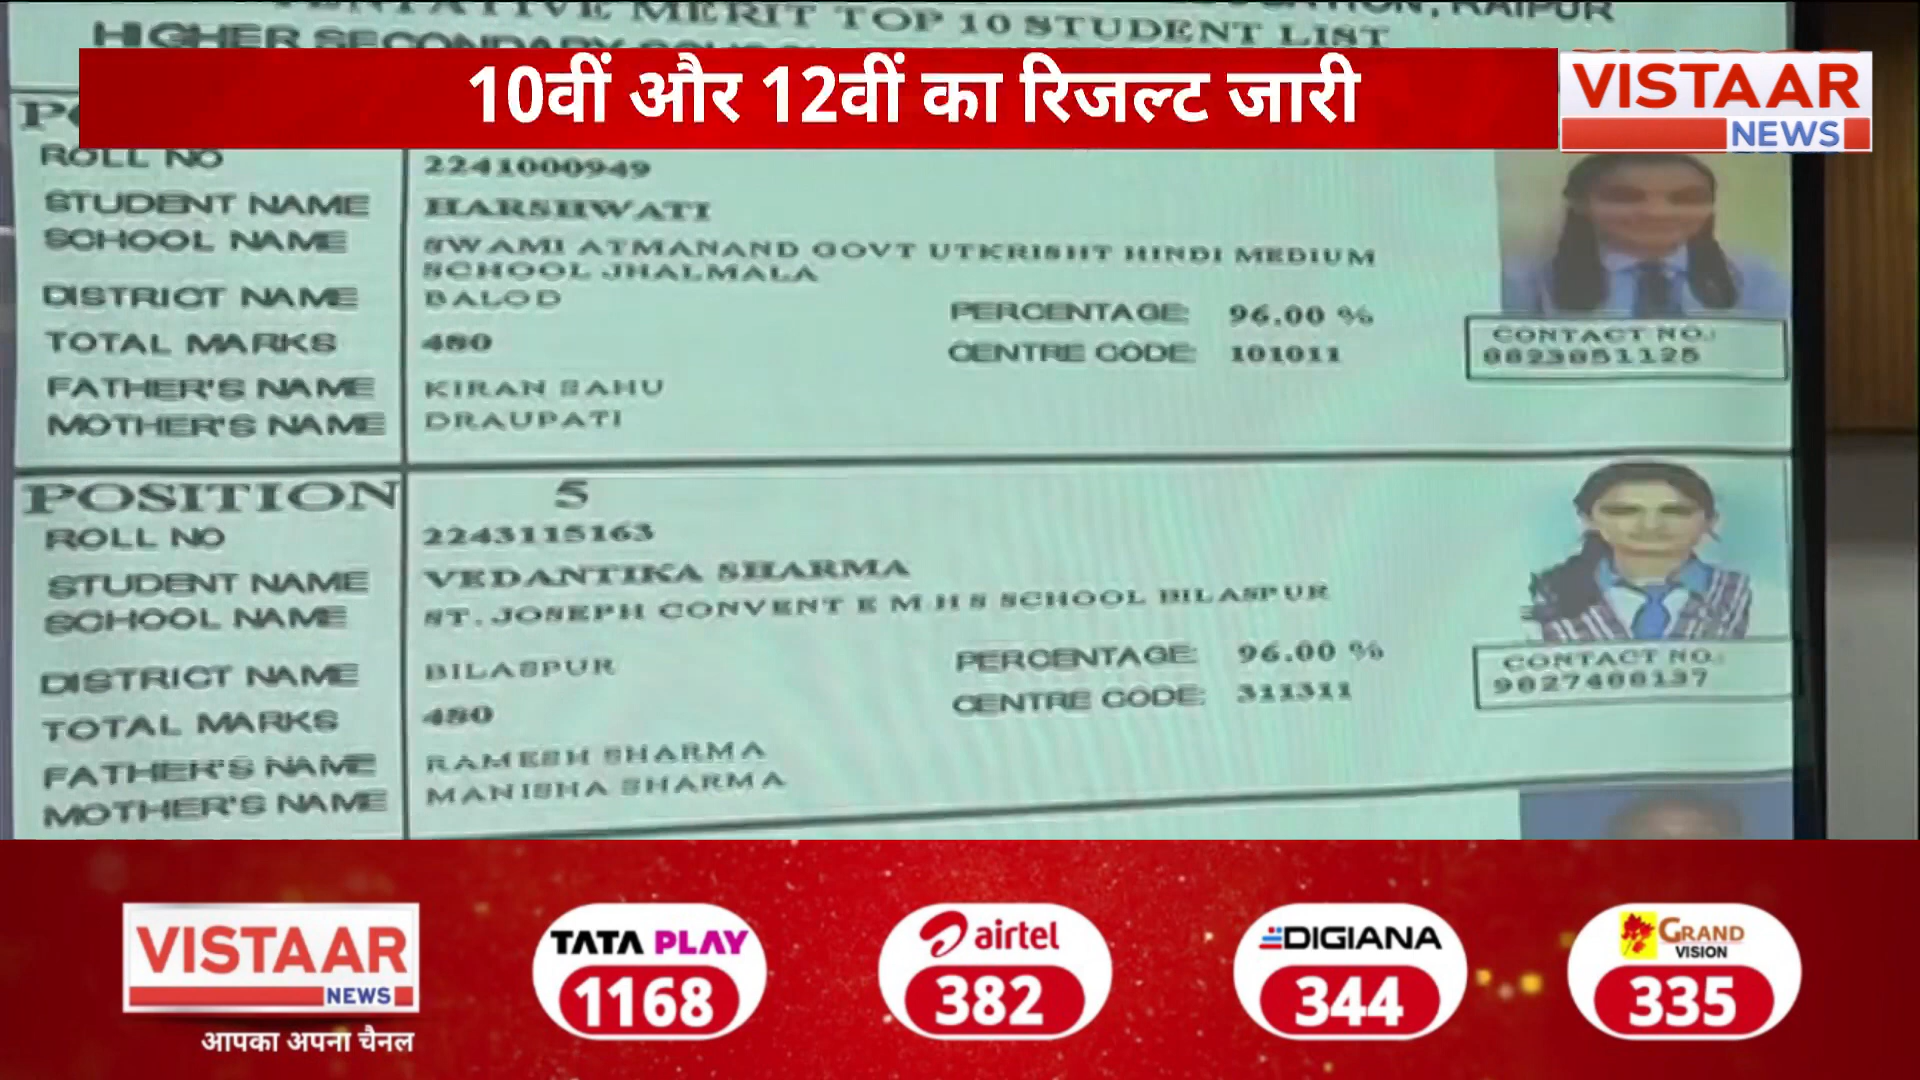 MERIT TOP 10 STUDENT LIST
, RAIPUR
HIGHER SECONDARY
10वीं और 12वीं का रिजल्ट जारी
VISTAAR
NEWS
ROLL NO 2241000949
STUDENT NAME HARSHWATI
SCHOOL NAME SWAMI ATMANAND GOVT UTKRISHT HINDI MEDIUM
SCHOOL JHALMALA
DISTRICT NAME BALOD
PERCENTAGE: 96.00 %
TOTAL MARKS 480
CENTRE CODE: 101011
CONTACT NO.:
FATHER'S NAME KIRAN SAHU
MOTHER'S NAME DRAUPATI
POSITION 5
ROLL NO 2243115163
STUDENT NAME VEDANTIKA SHARMA
SCHOOL NAME ST. JOSEPH CONVENT E M H S SCHOOL BILASPUR
DISTRICT NAME BILASPUR
PERCENTAGE: 96.00 %
TOTAL MARKS 480
CENTRE CODE: 311311
CONTACT NO.:
FATHER'S NAME RAMESH SHARMA
MOTHER'S NAME MANISHA SHARMA
VISTAAR
NEWS
आपका अपना चैनल
TATA PLAY
1168
airtel
382
DIGIANA
344
GRAND
VISION
335